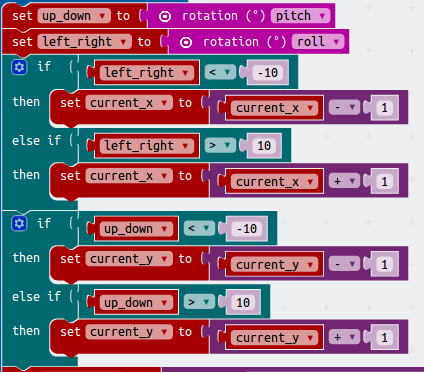 set up_down to rotation (°) pitch
set left_right to rotation (°) roll
if left_right < -10
then set current_x to current_x - 1
else if left_right > 10
then set current_x to current_x + 1
if up_down < -10
then set current_y to current_y - 1
else if up_down > 10
then set current_y to current_y + 1